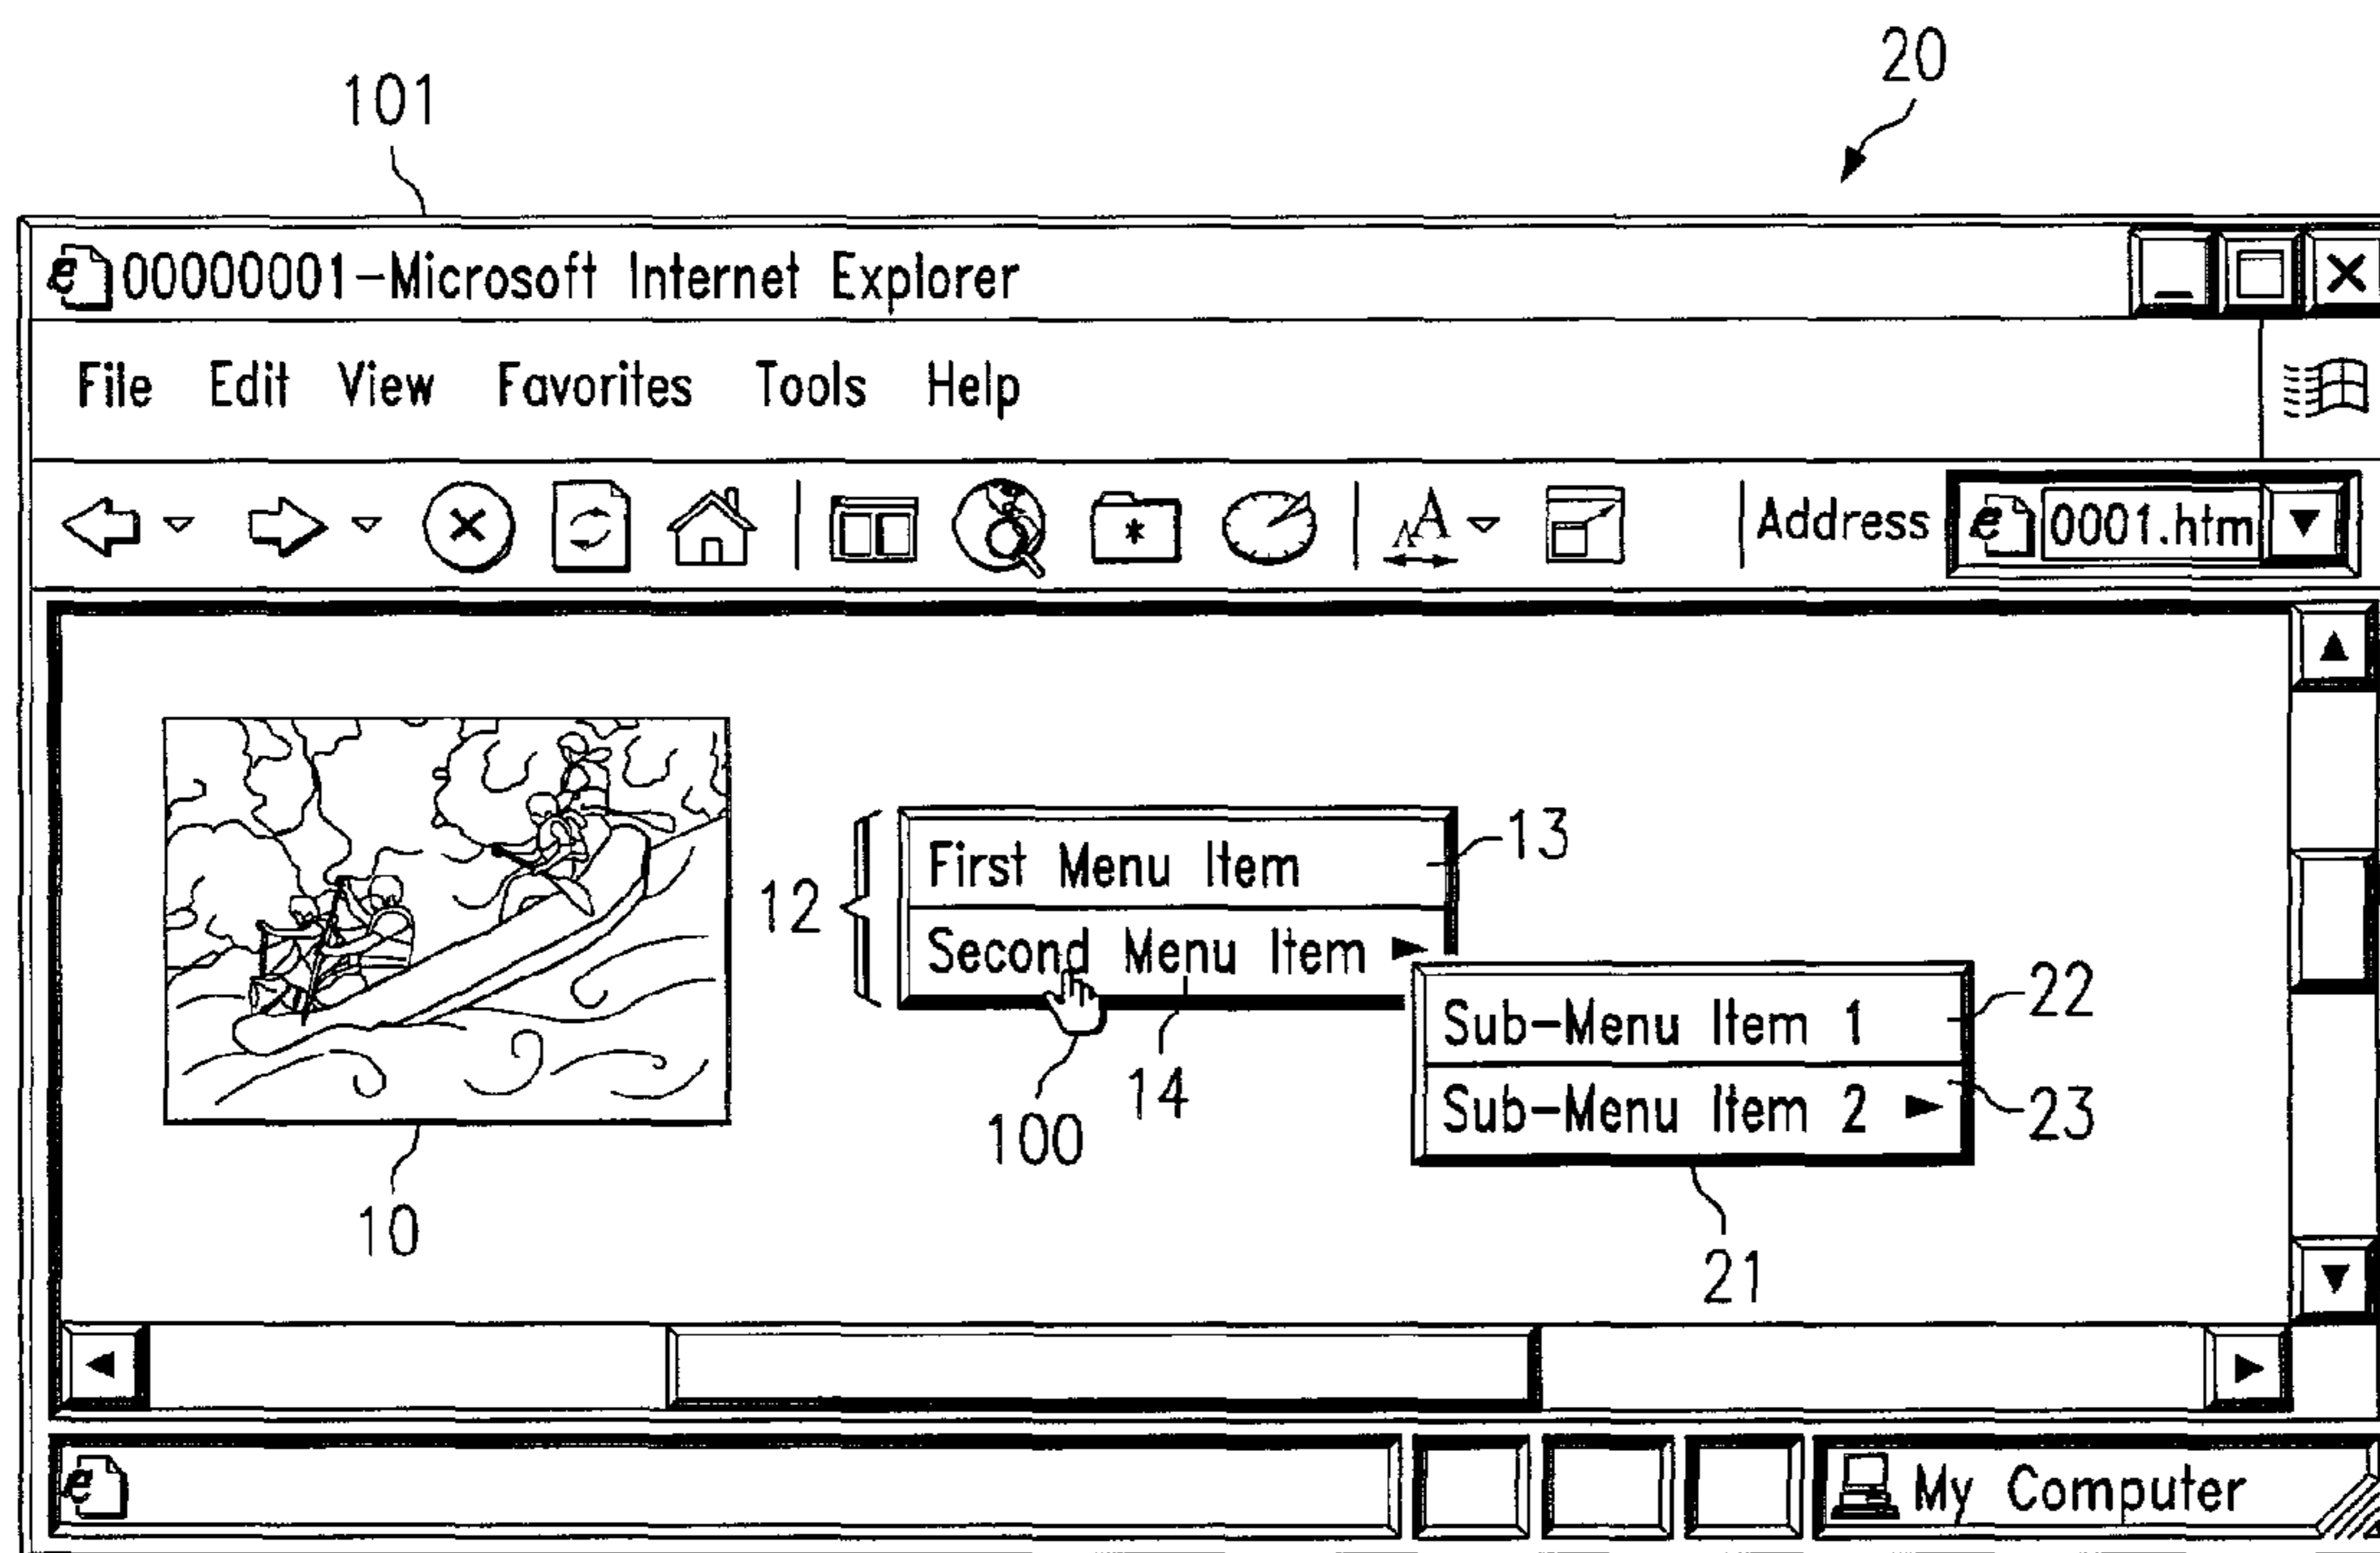 20
101
00000001-Microsoft Internet Explorer
File Edit View Favorites Tools Help
Address 0001.htm
First Menu Item
13
12
Second Menu Item
22
Sub-Menu Item 1
14
Sub-Menu Item 2
23
100
10
21
My Computer